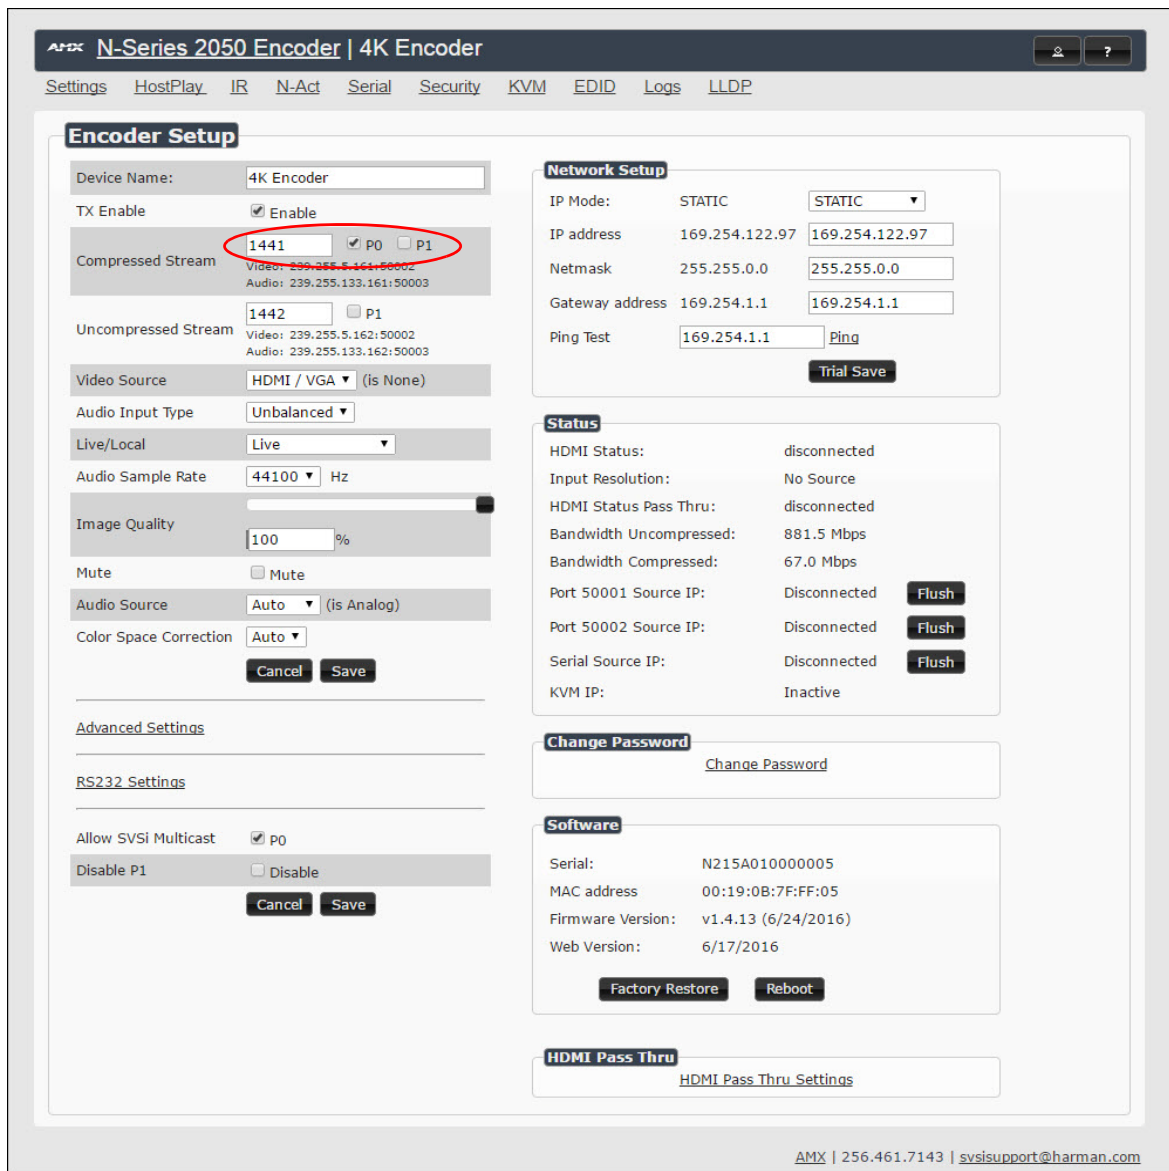 AMX N-Series 2050 Encoder | 4K Encoder
?
Settings HostPlay IR N-Act Serial Security KVM EDID Logs LLDP
Encoder Setup
Device Name: 4K Encoder
TX Enable Enable
Compressed Stream 1441 P0 P1
Video: 239.255.5.161:50002
Audio: 239.255.133.161:50003
Uncompressed Stream 1442 P1
Video: 239.255.5.162:50002
Audio: 239.255.133.162:50003
Video Source HDMI / VGA (is None)
Audio Input Type Unbalanced
Live/Local Live
Audio Sample Rate 44100 Hz
Image Quality
100 %
Mute Mute
Audio Source Auto (is Analog)
Color Space Correction Auto
Cancel Save
Advanced Settings
RS232 Settings
Allow SVSi Multicast P0
Disable P1 Disable
Cancel Save
Network Setup
IP Mode: STATIC STATIC
IP address 169.254.122.97 169.254.122.97
Netmask 255.255.0.0 255.255.0.0
Gateway address 169.254.1.1 169.254.1.1
Ping Test 169.254.1.1 Ping
Trial Save
Status
HDMI Status: disconnected
Input Resolution: No Source
HDMI Status Pass Thru: disconnected
Bandwidth Uncompressed: 881.5 Mbps
Bandwidth Compressed: 67.0 Mbps
Port 50001 Source IP: Disconnected Flush
Port 50002 Source IP: Disconnected Flush
Serial Source IP: Disconnected Flush
KVM IP: Inactive
Change Password
Change Password
Software
Serial: N215A010000005
MAC address 00:19:0B:7F:FF:05
Firmware Version: v1.4.13 (6/24/2016)
Web Version: 6/17/2016
Factory Restore Reboot
HDMI Pass Thru
HDMI Pass Thru Settings
AMX | 256.461.7143 | svsisupport@harman.com